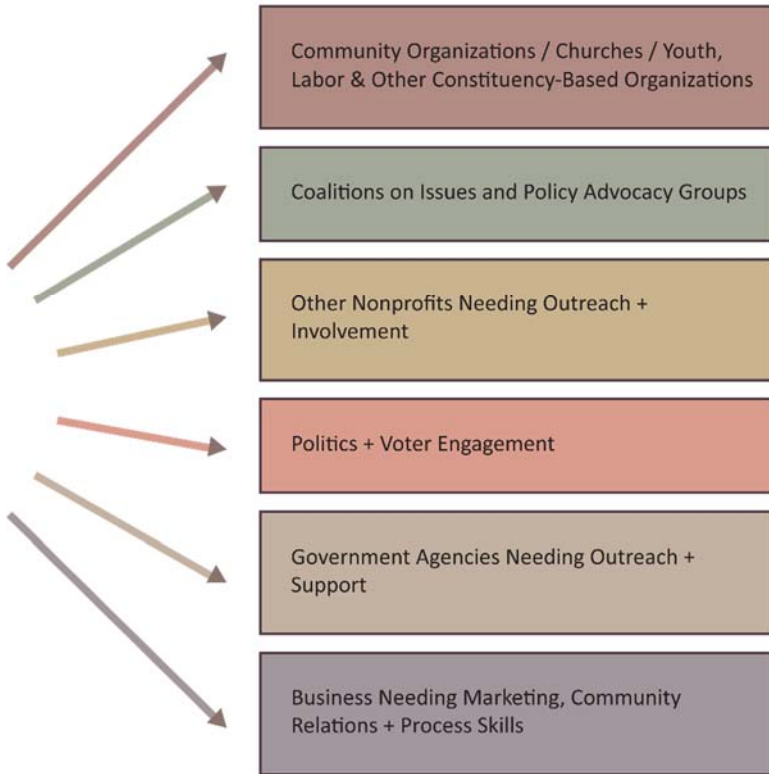 Community Organizations / Churches / Youth,
Labor & Other Constituency-Based Organizations
Coalitions on Issues and Policy Advocacy Groups
Other Nonprofits Needing Outreach +
Involvement
Politics + Voter Engagement
Government Agencies Needing Outreach +
Support
Business Needing Marketing, Community
Relations + Process Skills